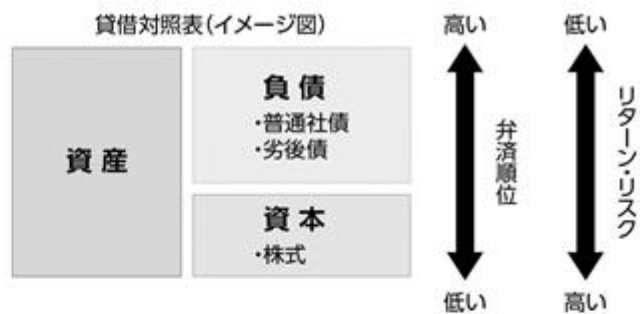 貸借対照表(イメージ図)
資産
負債
・普通社債
・劣後債
資本
・株式
高い
弁済順位
低い
低い
リターン・リスク
高い